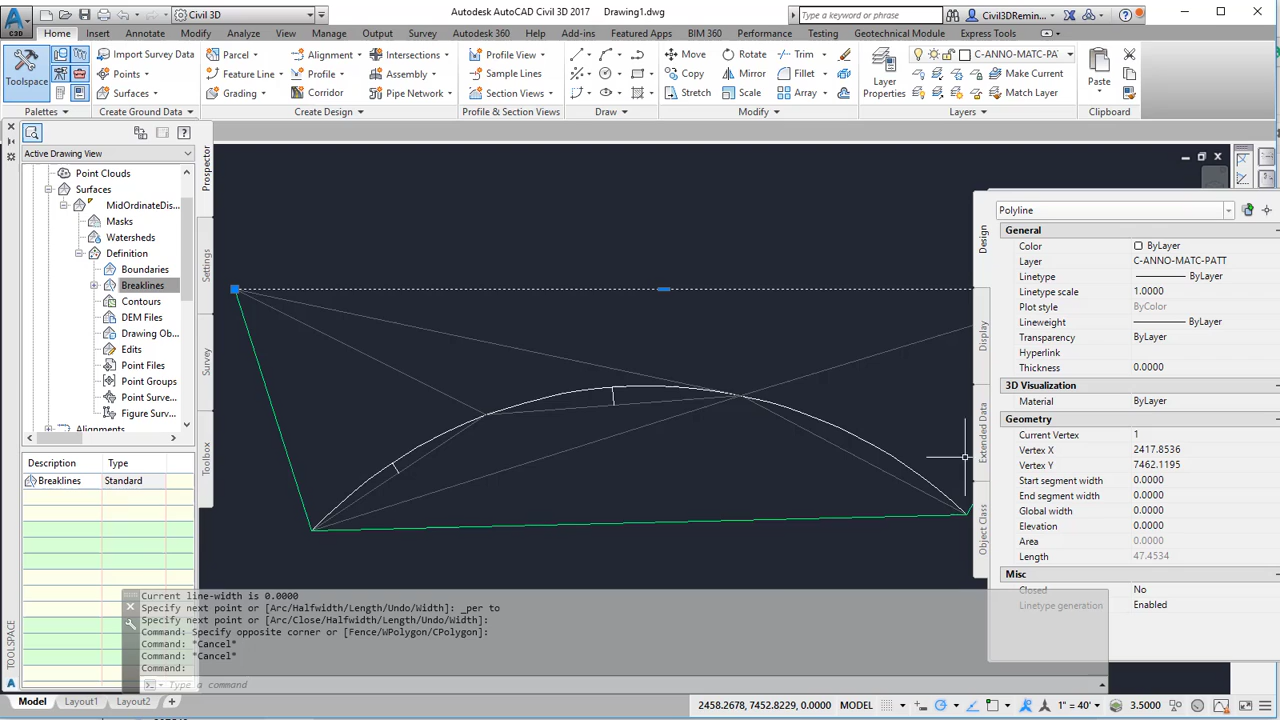 Civil 3D
Autodesk AutoCAD Civil 3D 2017 Drawing1.dwg
Type a keyword or phrase
Civil3DRemin...
C3D
Home Insert Annotate Modify Analyze View Manage Output Survey Autodesk 360 Help Add-ins Featured Apps BIM 360 Performance Testing Geotechnical Module Express Tools
Toolspace
Import Survey Data
Points
Surfaces
Parcel
Feature Line
Grading
Alignment
Profile
Corridor
Intersections
Assembly
Pipe Network
Profile View
Sample Lines
Section Views
Move
Copy
Stretch
Rotate
Mirror
Scale
Trim
Fillet
Array
Layer
Properties
C-ANNO-MATC-PAT
Make Current
Match Layer
Paste
Palettes Create Ground Data Create Design Profile & Section Views Draw Modify Layers Clipboard
Active Drawing View
Point Clouds
Surfaces
MidOrdinateDis...
Masks
Watersheds
Definition
Boundaries
Breaklines
Contours
DEM Files
Drawing Ob...
Edits
Point Files
Point Groups
Point Surve...
Figure Surv...
Alignments
Prospector
Settings
Survey
Toolbox
Description Type
Breaklines Standard
TOOLSPACE
Design
Display
Extended Data
Object Class
Polyline
General
Color ByLayer
Layer C-ANNO-MATC-PATT
Linetype ByLayer
Linetype scale 1.0000
Plot style ByColor
Lineweight ByLayer
Transparency ByLayer
Hyperlink
Thickness 0.0000
3D Visualization
Material ByLayer
Geometry
Current Vertex 1
Vertex X 2417.8536
Vertex Y 7462.1195
Start segment width 0.0000
End segment width 0.0000
Global width 0.0000
Elevation 0.0000
Area 0.0000
Length 47.4534
Misc
Closed No
Linetype generation Enabled
Current line-width is 0.0000
Specify next point or [Arc/Halfwidth/Length/Undo/Width]: _per to
Specify next point or [Arc/Close/Halfwidth/Length/Undo/Width]:
Command: Specify opposite corner or [Fence/WPolygon/CPolygon]:
Command: *Cancel*
Command: *Cancel*
Command:
Type a command
Model Layout1 Layout2 +
2458.2678, 7452.8229, 0.0000 MODEL 1" = 40' 3.5000